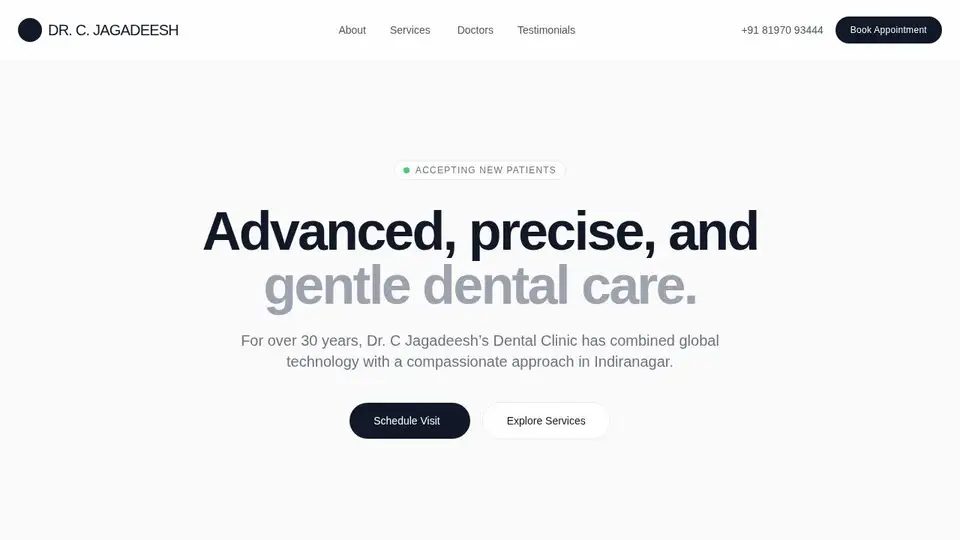 DR. C. JAGADEESH
About
Services
Doctors
Testimonials
+91 81970 93444
Book Appointment
ACCEPTING NEW PATIENTS
Advanced, precise, and
gentle dental care.
For over 30 years, Dr. C Jagadeesh’s Dental Clinic has combined global
technology with a compassionate approach in Indiranagar.
Schedule Visit
Explore Services